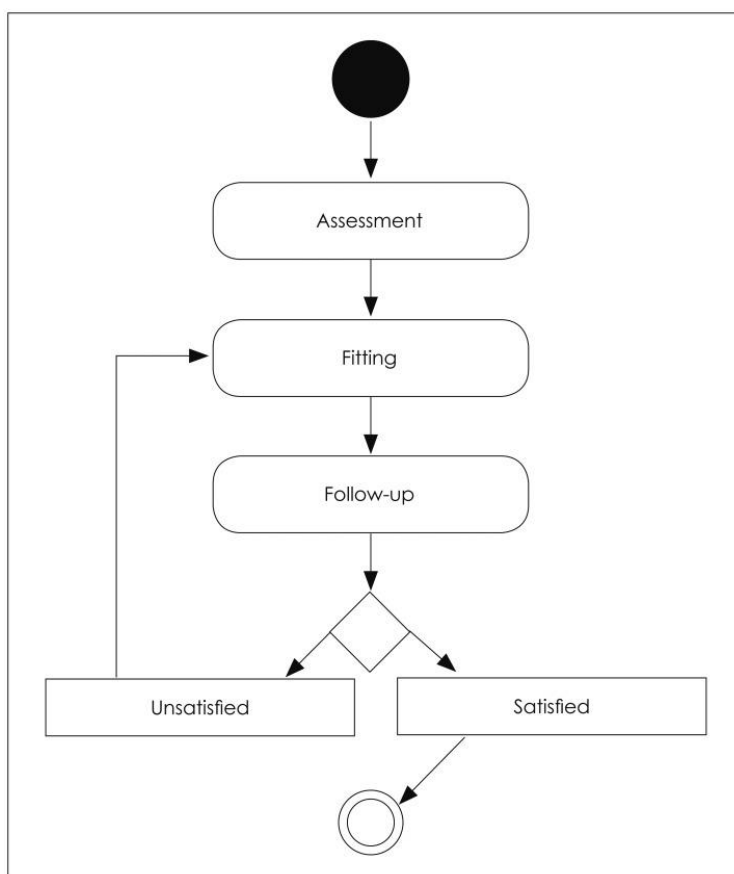 Assessment
Fitting
Follow-up
Unsatisfied
Satisfied